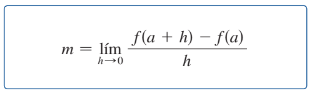 m = lím h→0 f(a + h) − f(a) / h